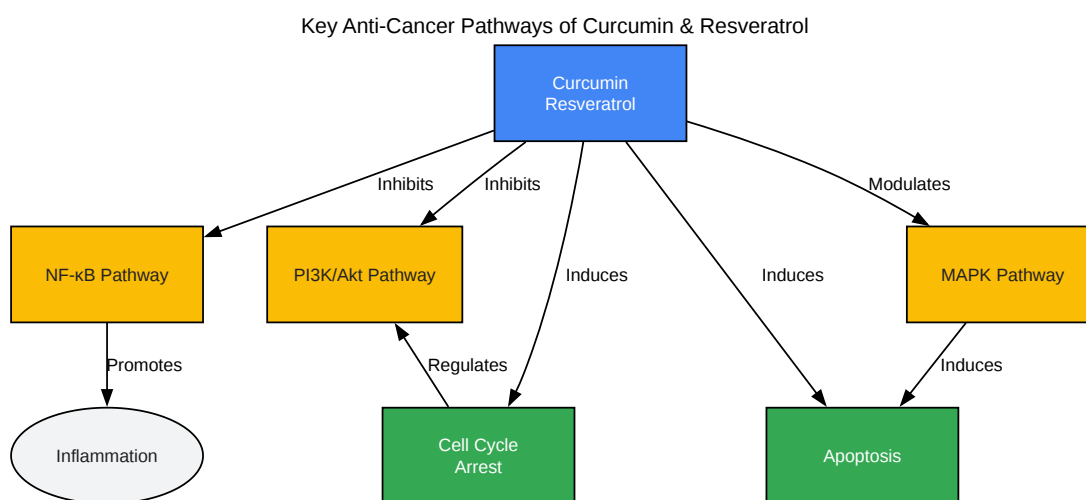 Key Anti-Cancer Pathways of Curcumin & Resveratrol
Curcumin
Resveratrol
Inhibits
Inhibits
Modulates
NF-κB Pathway
PI3K/Akt Pathway
Induces
Induces
MAPK Pathway
Promotes
Regulates
Induces
Inflammation
Cell Cycle
Arrest
Apoptosis